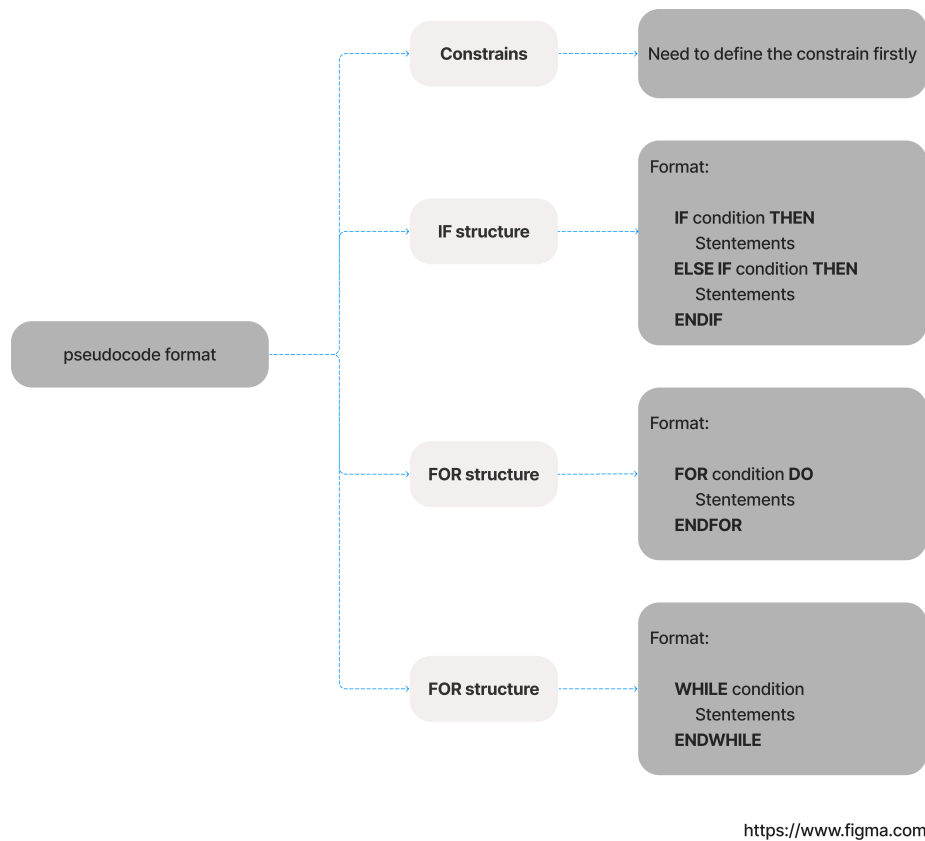 Constrains
Need to define the constrain firstly
IF structure
Format:
IF condition THEN
Stentements
ELSE IF condition THEN
Stentements
ENDIF
pseudocode format
FOR structure
Format:
FOR condition DO
Stentements
ENDFOR
FOR structure
Format:
WHILE condition
Stentements
ENDWHILE
https://www.figma.com